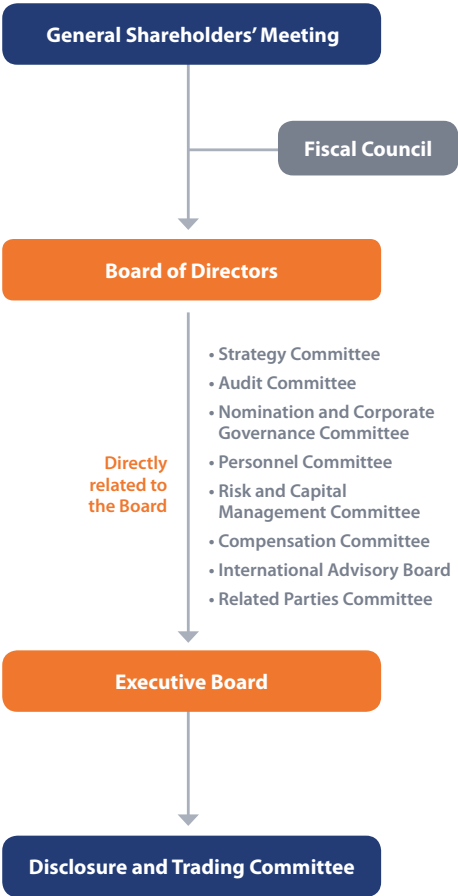 General Shareholders’ Meeting
Fiscal Council
Board of Directors
Directly
related to
the Board
• Strategy Committee
• Audit Committee
• Nomination and Corporate
Governance Committee
• Personnel Committee
• Risk and Capital
Management Committee
• Compensation Committee
• International Advisory Board
• Related Parties Committee
Executive Board
Disclosure and Trading Committee